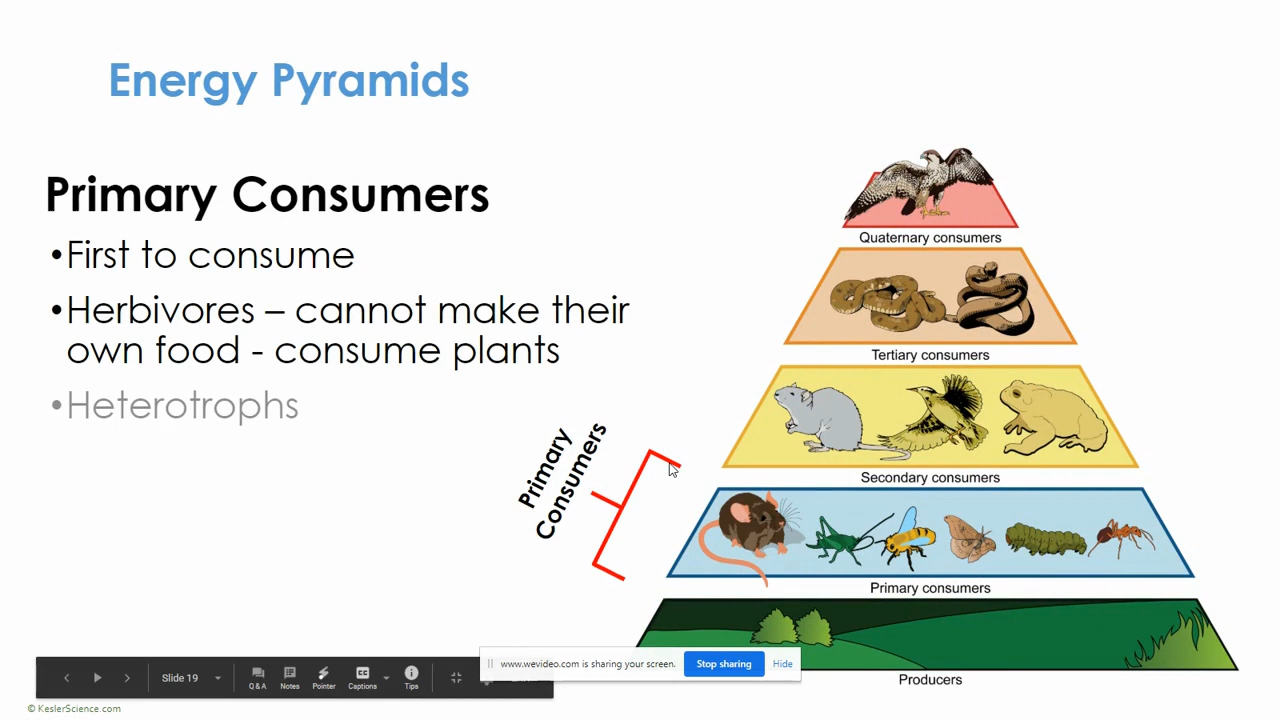 Energy Pyramids
Primary Consumers
•First to consume
•Herbivores – cannot make their
own food - consume plants
•Heterotrophs
Primary
Consumers
Quaternary consumers
Tertiary consumers
Secondary consumers
Primary consumers
Producers
www.wevideo.com is sharing your screen.
Stop sharing
Hide
Slide 19
Q & A
Notes
Pointer
Captions
Tips
© KeslerScience.com